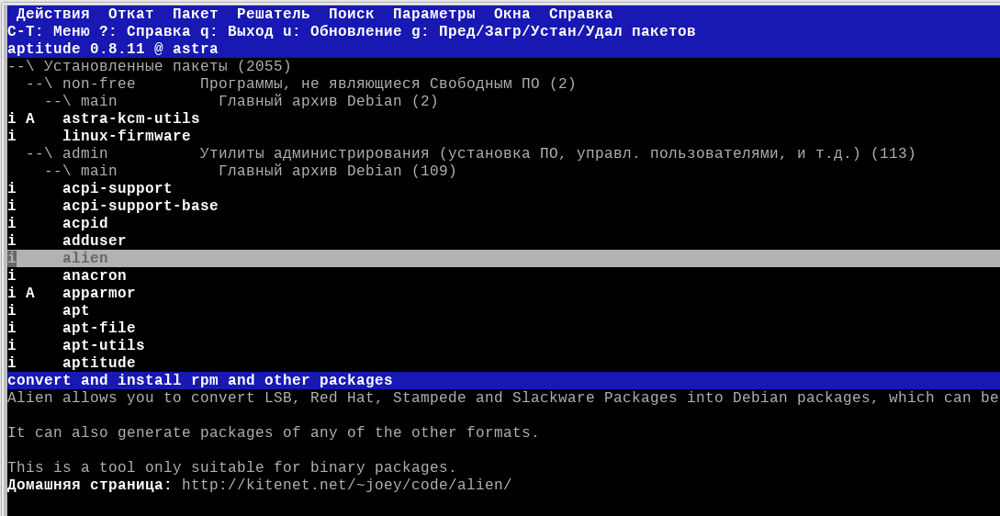 Действия  Откат  Пакет  Решатель  Поиск  Параметры  Окна  Справка
C-T: Меню ?: Справка q: Выход u: Обновление g: Пред/Загр/Устан/Удал пакетов
aptitude 0.8.11 @ astra
--\ Установленные пакеты (2055)
  --\ non-free       Программы, не являющиеся Свободным ПО (2)
    --\ main           Главный архив Debian (2)
i A   astra-kcm-utils
i     linux-firmware
  --\ admin          Утилиты администрирования (установка ПО, управл. пользователями, и т.д.) (113)
    --\ main           Главный архив Debian (109)
i     acpi-support
i     acpi-support-base
i     acpid
i     adduser
i     alien
i     anacron
i A   apparmor
i     apt
i     apt-file
i     apt-utils
i     aptitude
convert and install rpm and other packages
Alien allows you to convert LSB, Red Hat, Stampede and Slackware Packages into Debian packages, which can be
It can also generate packages of any of the other formats.
This is a tool only suitable for binary packages.
Домашняя страница: http://kitenet.net/~joey/code/alien/